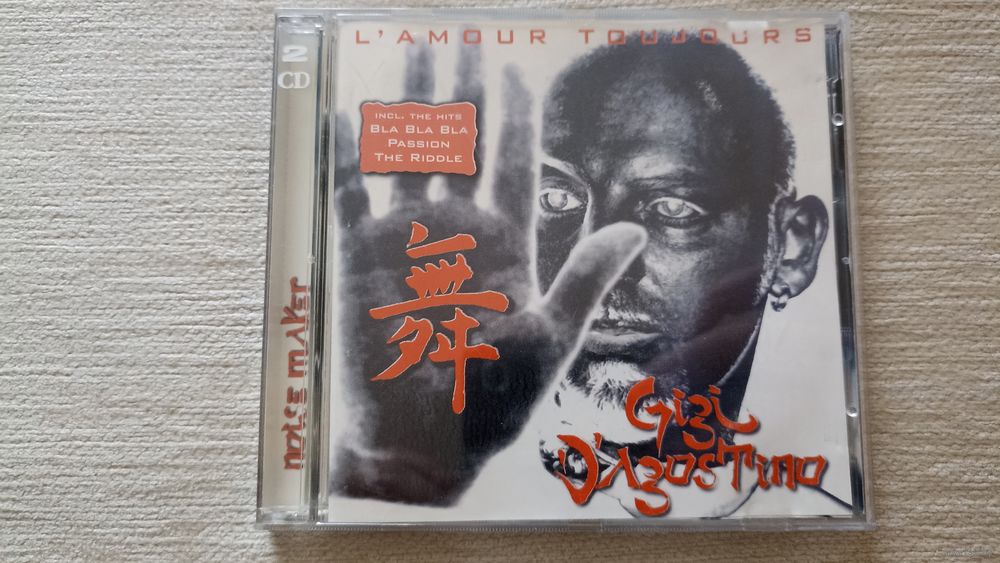 L'AMOUR TOUJOURS
2
CD
INCL. THE HITS
BLA BLA BLA
PASSION
THE RIDDLE
舞
GiGi
D'AGOSTINO
NOISE MAKER